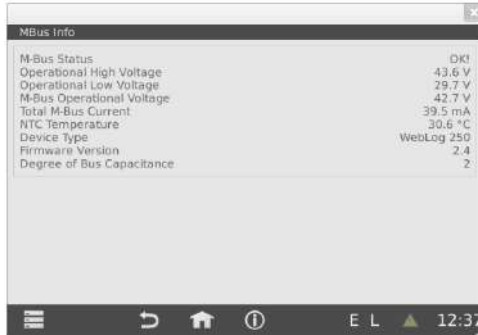 MBus Info
M-Bus Status OK!
Operational High Voltage 43.6 V
Operational Low Voltage 29.7 V
M-Bus Operational Voltage 42.7 V
Total M-Bus Current 39.5 mA
NTC Temperature 30.6 °C
Device Type WebLog 250
Firmware Version 2.4
Degree of Bus Capacitance 2
E L 12:37